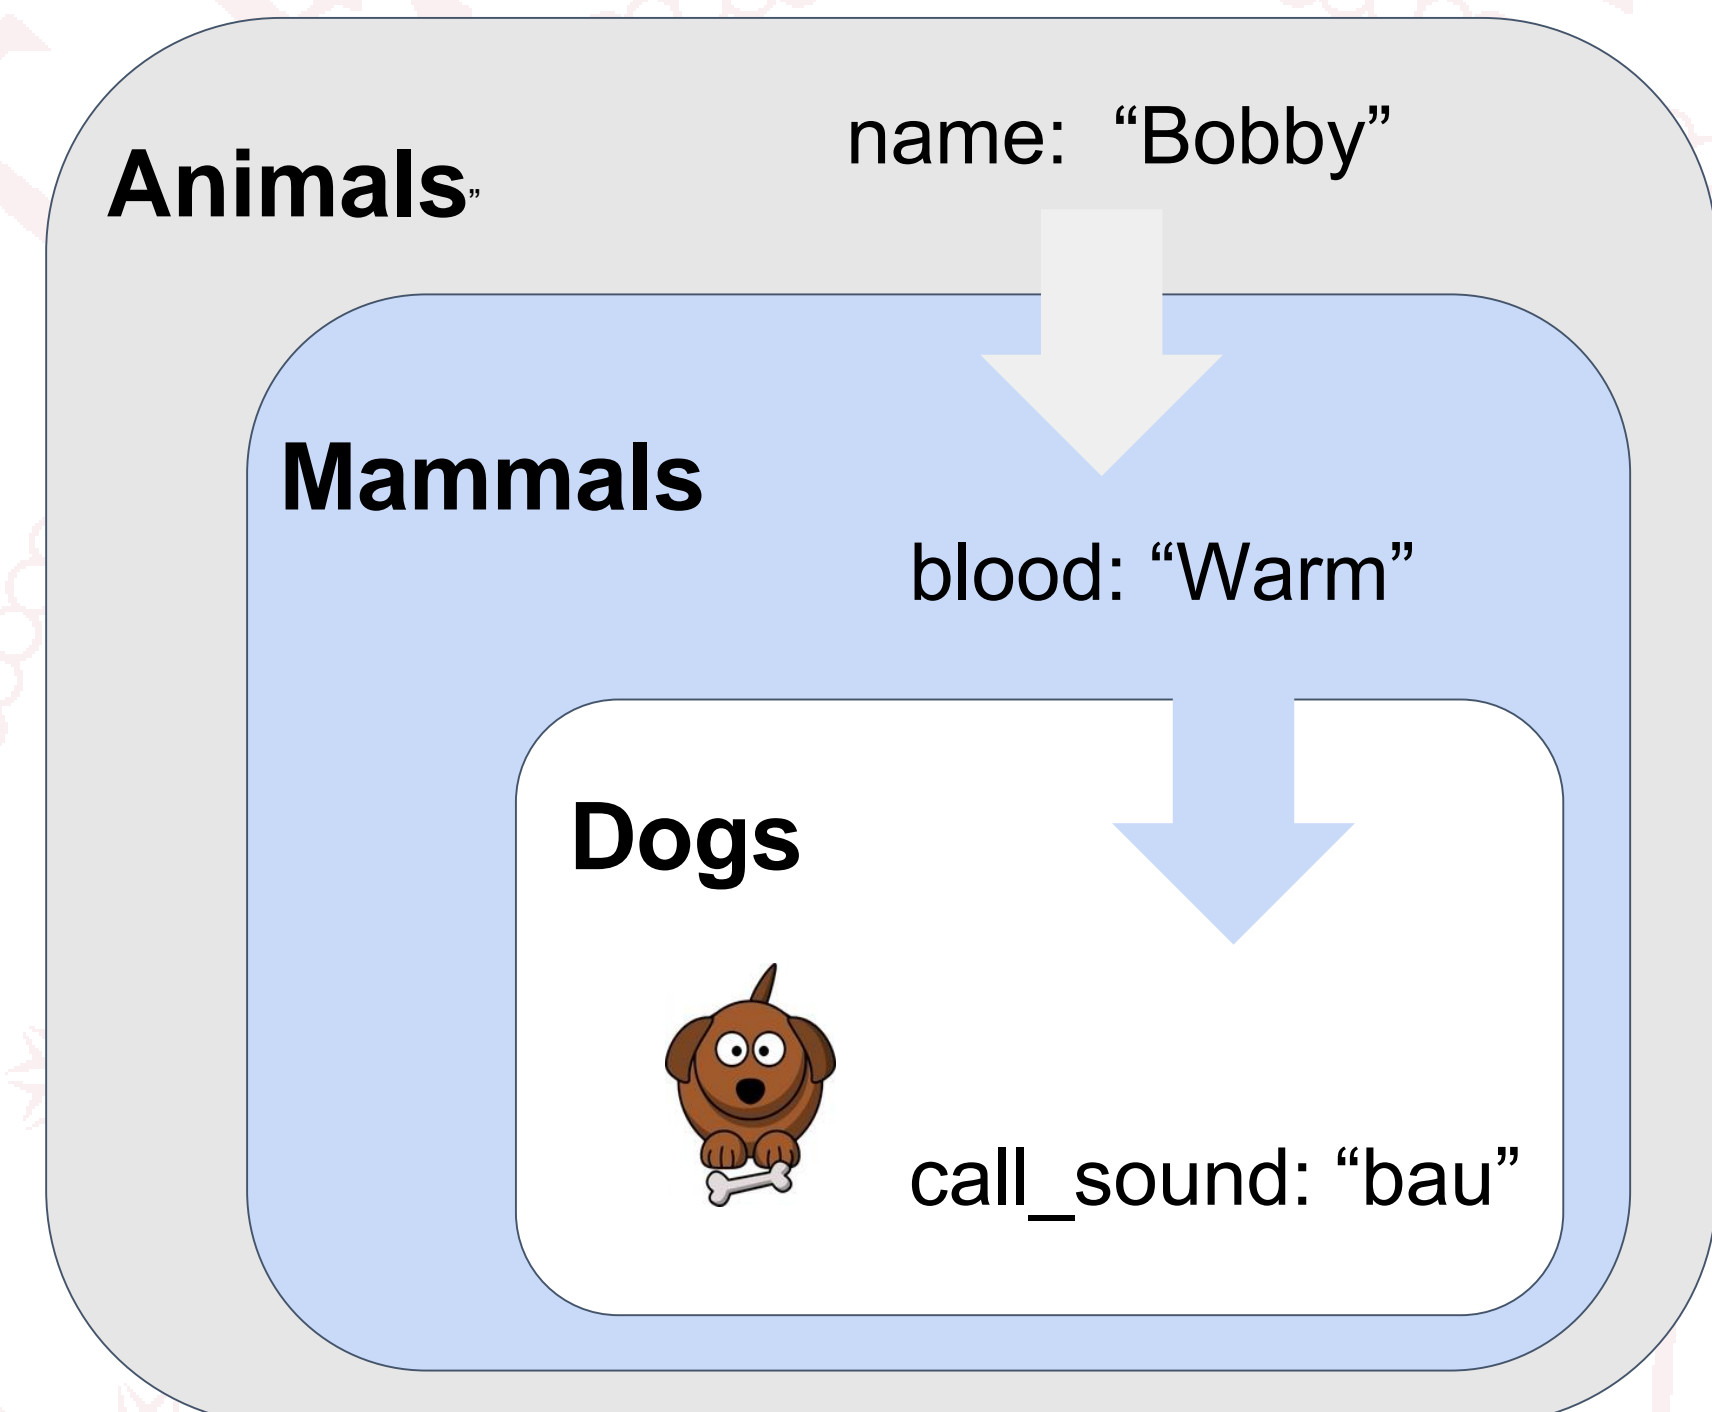 name:  “Bobby”
Animals”
Mammals
blood: “Warm”
Dogs
call_sound: “bau”